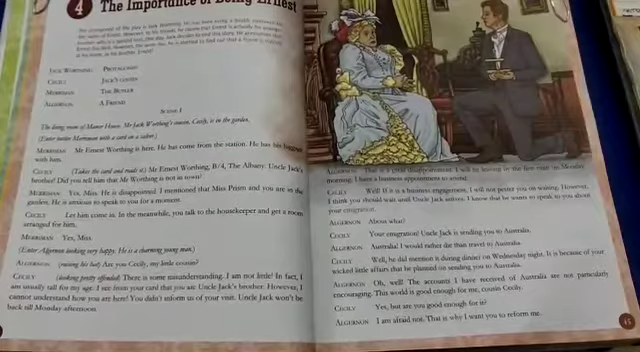 4 The Importance of Being Ernest
JACK WORTHING PROTAGONIST
CECILY JACK'S COUSIN
MERRIMAN THE BUTLER
ALGERNON A FRIEND
SCENE I
The dining room of Manor House. Mr Jack Worthing's cousin, Cecily, is in the garden.
(Enter butler Merriman with a card on a salver.)
MERRIMAN Mr Ernest Worthing is here. He has come from the station. He has his luggage
with him.
CECILY (Takes the card and reads it) Mr Ernest Worthing, B/4, The Albany. Uncle Jack's
brother! Did you tell him that Mr Worthing is not in town?
MERRIMAN Yes, Miss. He is disappointed. I mentioned that Miss Prism and you are in the
garden. He is anxious to speak to you for a moment.
CECILY Let him come in. In the meanwhile, you talk to the housekeeper and get a room
arranged for him.
MERRIMAN Yes, Miss.
(Enter Algernon looking very happy. He is a charming young man.)
ALGERNON (raising his hat) Are you Cecily, my little cousin?
CECILY (looking pretty offended) There is some misunderstanding. I am not little! In fact, I
am usually tall for my age. I see from your card that you are Uncle Jack's brother. However, I
cannot understand how you are here! You didn't inform us of your visit. Uncle Jack won't be
back till Monday afternoon.
ALGERNON This is a great disappointment. I will be leaving in the first train on Monday
morning. I have a business appointment to attend.
CECILY Well! If it is a business engagement, I will not pester you on waiting. However,
I think you should wait until Uncle Jack arrives. I know that he wants to speak to you about
your emigration.
ALGERNON About what?
CECILY Your emigration! Uncle Jack is sending you to Australia.
ALGERNON Australia! I would rather die than travel to Australia.
CECILY Well, he did mention it during dinner on Wednesday night. It is because of your
wicked little affairs that he planned on sending you to Australia.
ALGERNON Oh, well! The accounts I have received of Australia are not particularly
encouraging. This world is good enough for me, cousin Cecily.
CECILY Yes, but are you good enough for it?
ALGERNON I am afraid not. That is why I want you to reform me.